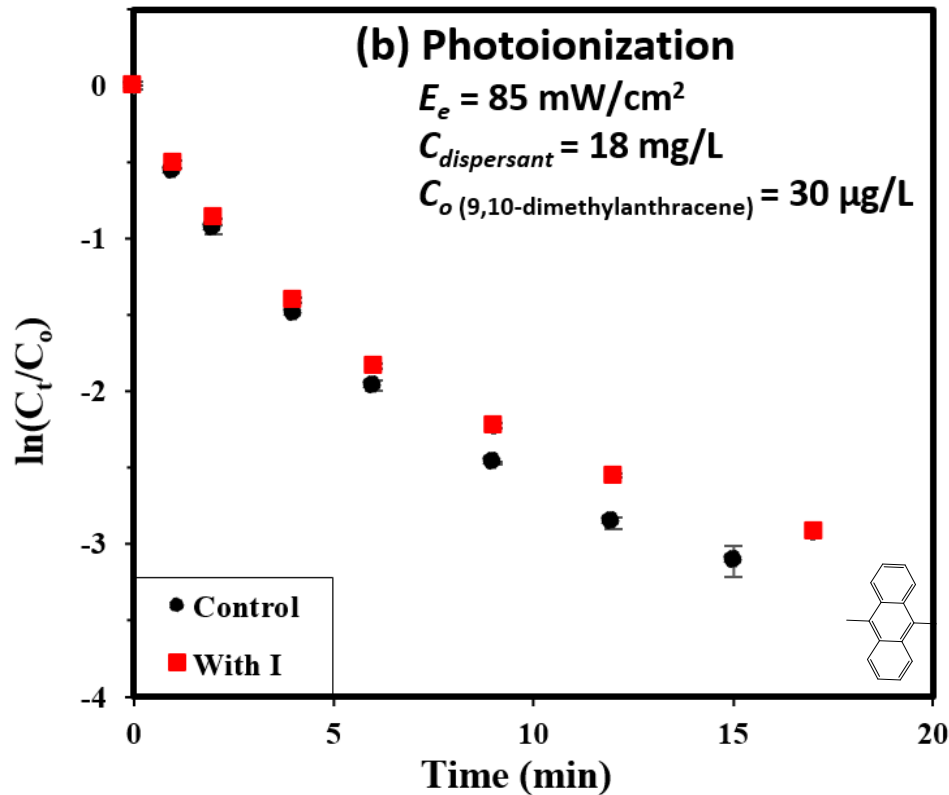 (b) Photoionization
Ee = 85 mW/cm²
Cdispersant = 18 mg/L
Co (9,10-dimethylanthracene) = 30 µg/L
0
-1
-2
-3
-4
ln(Ct/Co)
Control
With I
0 5 10 15 20
Time (min)